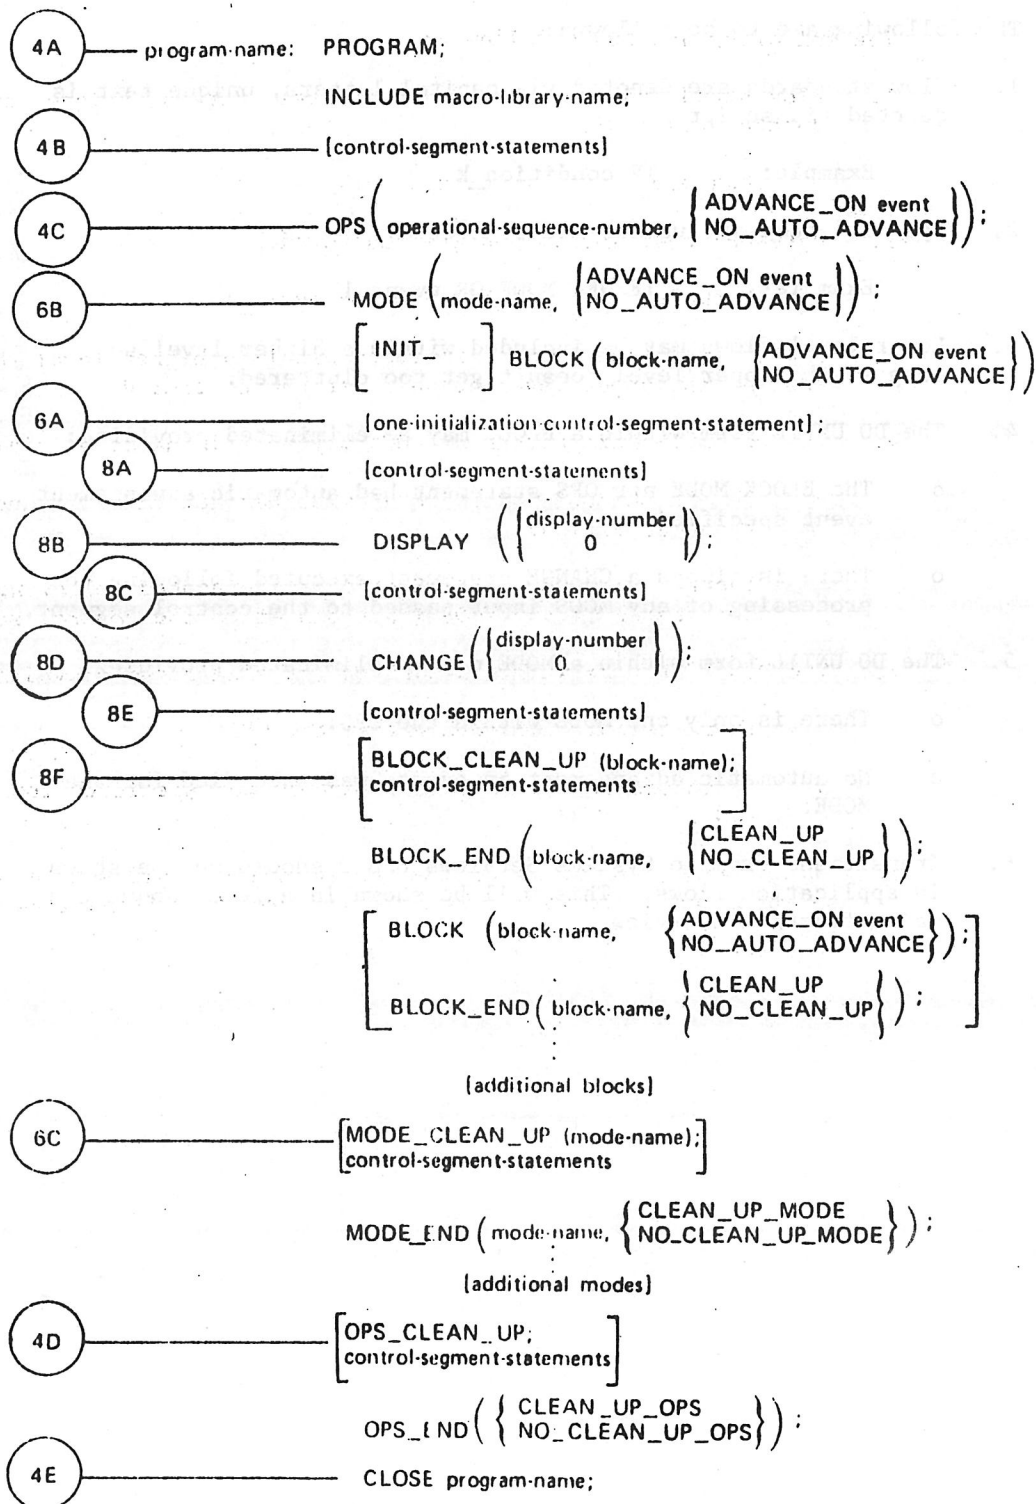 4A program-name: PROGRAM;
INCLUDE macro-library-name;
4B [control-segment-statements]
4C OPS (operational-sequence-number, {ADVANCE_ON event
NO_AUTO_ADVANCE});
6B MODE (mode-name, {ADVANCE_ON event
NO_AUTO_ADVANCE});
[INIT_] BLOCK (block-name, {ADVANCE_ON event
NO_AUTO_ADVANCE})
6A [one-initialization-control-segment-statement];
8A [control-segment-statements]
8B DISPLAY ({display-number
0});
8C [control-segment-statements]
8D CHANGE ({display-number
0});
8E [control-segment-statements]
8F [BLOCK_CLEAN_UP (block-name);
control-segment-statements]
BLOCK_END (block-name, {CLEAN_UP
NO_CLEAN_UP});
[BLOCK (block-name, {ADVANCE_ON event
NO_AUTO_ADVANCE});
BLOCK_END (block-name, {CLEAN_UP
NO_CLEAN_UP});]
[additional blocks]
6C [MODE_CLEAN_UP (mode-name);
control-segment-statements]
MODE_END (mode-name, {CLEAN_UP_MODE
NO_CLEAN_UP_MODE});
[additional modes]
4D [OPS_CLEAN_UP;
control-segment-statements]
OPS_END ({CLEAN_UP_OPS
NO_CLEAN_UP_OPS});
4E CLOSE program-name;